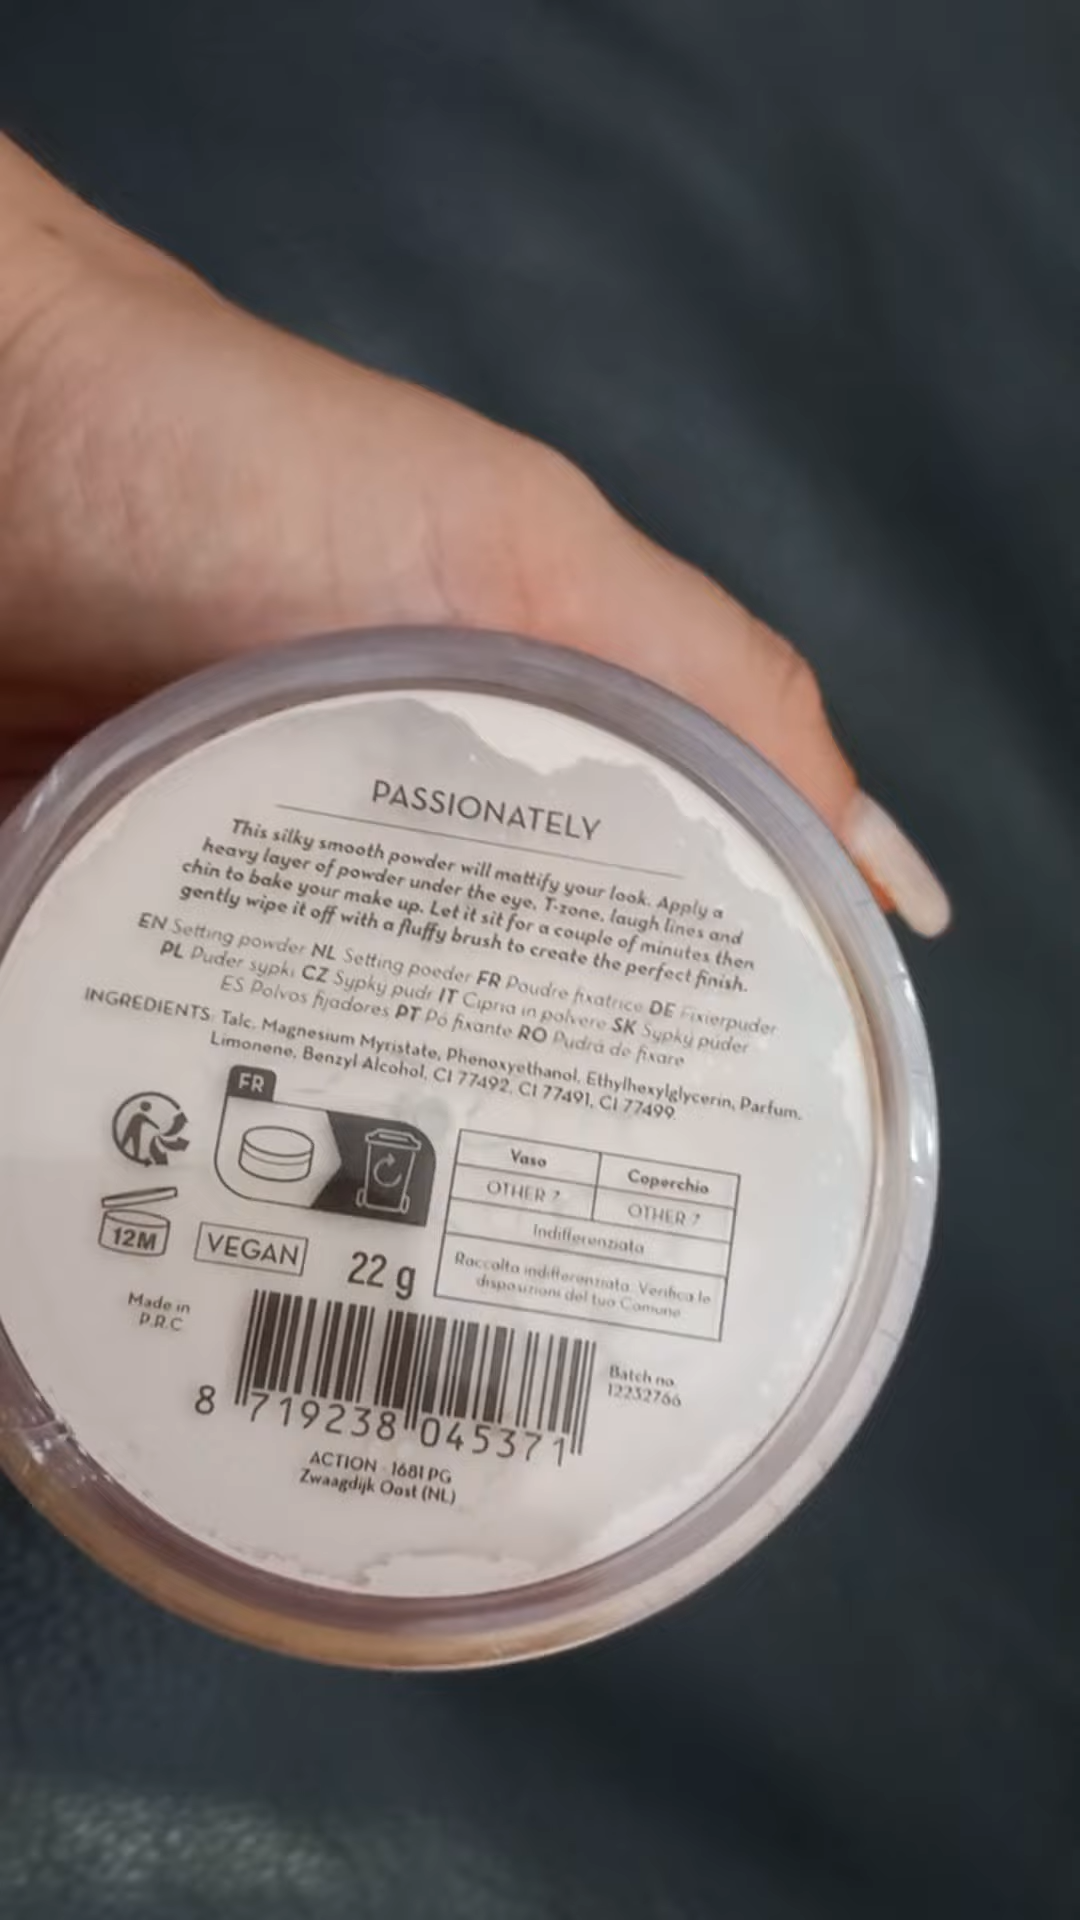 PASSIONATELY
This silky smooth powder will mattify your look. Apply a
heavy layer of powder under the eye, T-zone, laugh lines and
chin to bake your make up. Let it sit for a couple of minutes then
gently wipe it off with a fluffy brush to create the perfect finish.
EN Setting powder NL Setting poeder FR Poudre fixatrice DE Fixierpuder
PL Puder sypki CZ Sypký pudr IT Cipria in polvere SK Sypký púder
ES Polvos fijadores PT Pó fixante RO Pudră de fixare
INGREDIENTS: Talc, Magnesium Myristate, Phenoxyethanol, Ethylhexylglycerin, Parfum,
Limonene, Benzyl Alcohol, CI 77492, CI 77491, CI 77499.
FR
Vaso
Coperchio
OTHER 7
OTHER 7
Indifferenziata
Raccolta indifferenziata. Verifica le
disposizioni del tuo Comune
12M
VEGAN
22 g
Made in
P.R.C
Batch no.
12232766
8 719238 045371
ACTION - 1681 PG
Zwaagdijk Oost (NL)